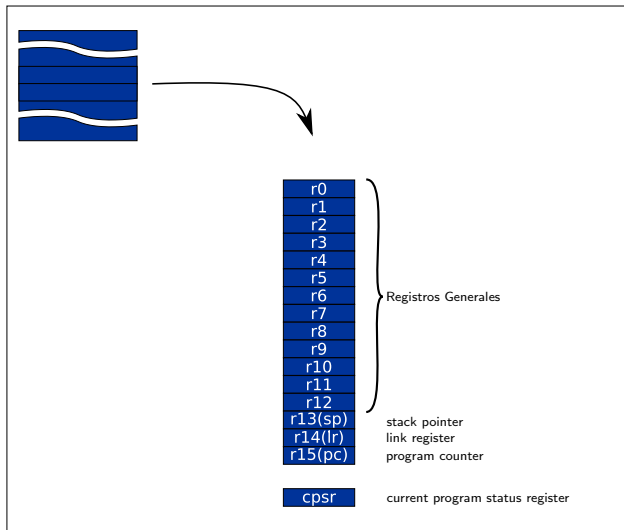 r0
r1
r2
r3
r4
r5
r6
Registros Generales
r7
r8
r9
r10
r11
r12
r13(sp) stack pointer
r14(lr) link register
r15(pc) program counter
cpsr current program status register